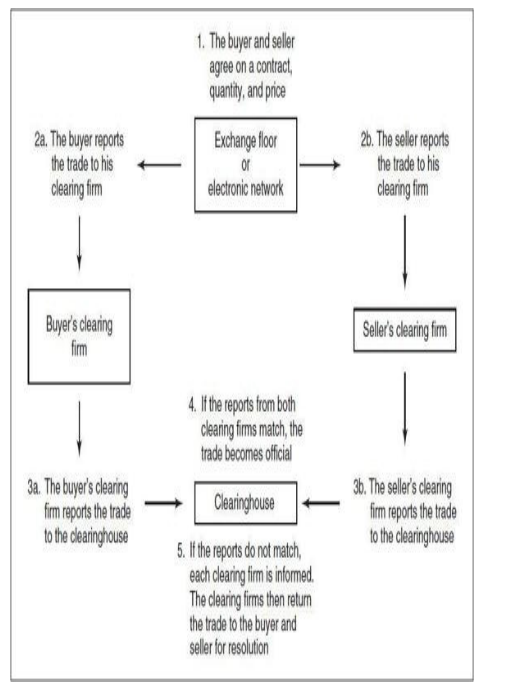 1. The buyer and seller
agree on a contract,
quantity, and price
Exchange floor
or
electronic network
2a. The buyer reports
the trade to his
clearing firm
2b. The seller reports
the trade to his
clearing firm
Buyer's clearing
firm
Seller's clearing firm
4. If the reports from both
clearing firms match, the
trade becomes official
3a. The buyer's clearing
firm reports the trade
to the clearinghouse
Clearinghouse
3b. The seller's clearing
firm reports the trade
to the clearinghouse
5. If the reports do not match,
each clearing firm is informed.
The clearing firms then return
the trade to the buyer and
seller for resolution